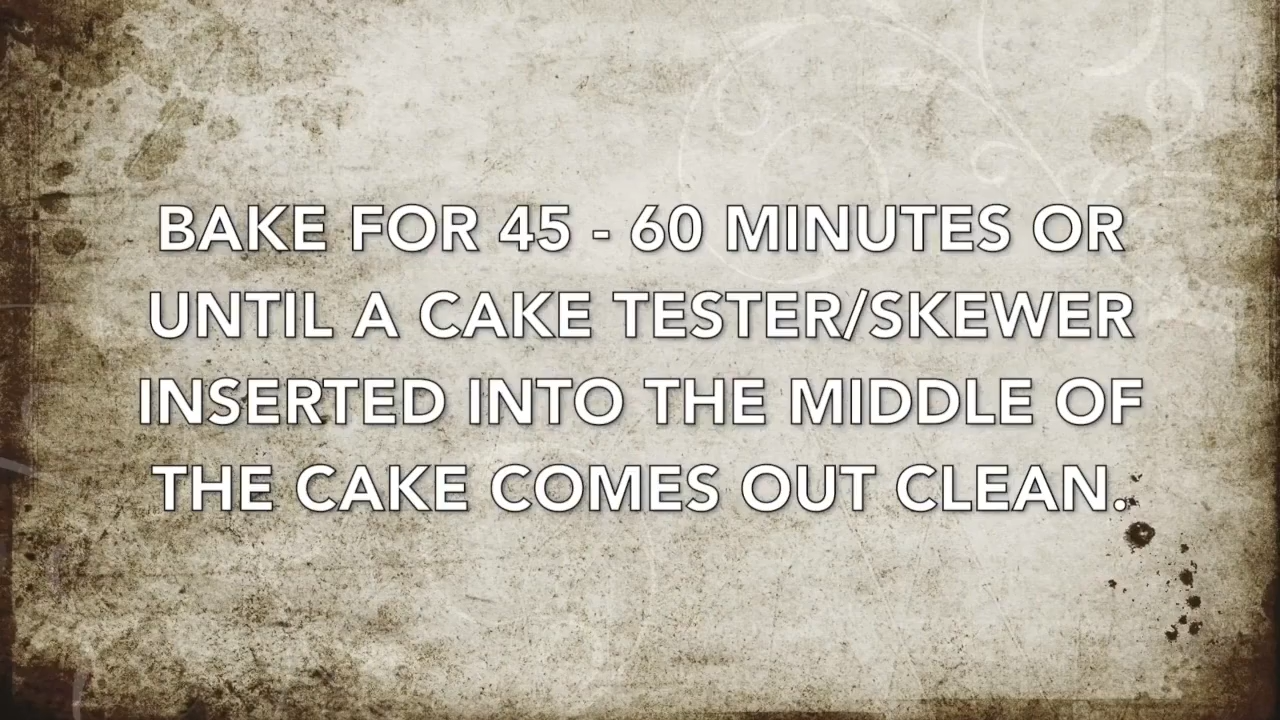 BAKE FOR 45 - 60 MINUTES OR
UNTIL A CAKE TESTER/SKEWER
INSERTED INTO THE MIDDLE OF
THE CAKE COMES OUT CLEAN.